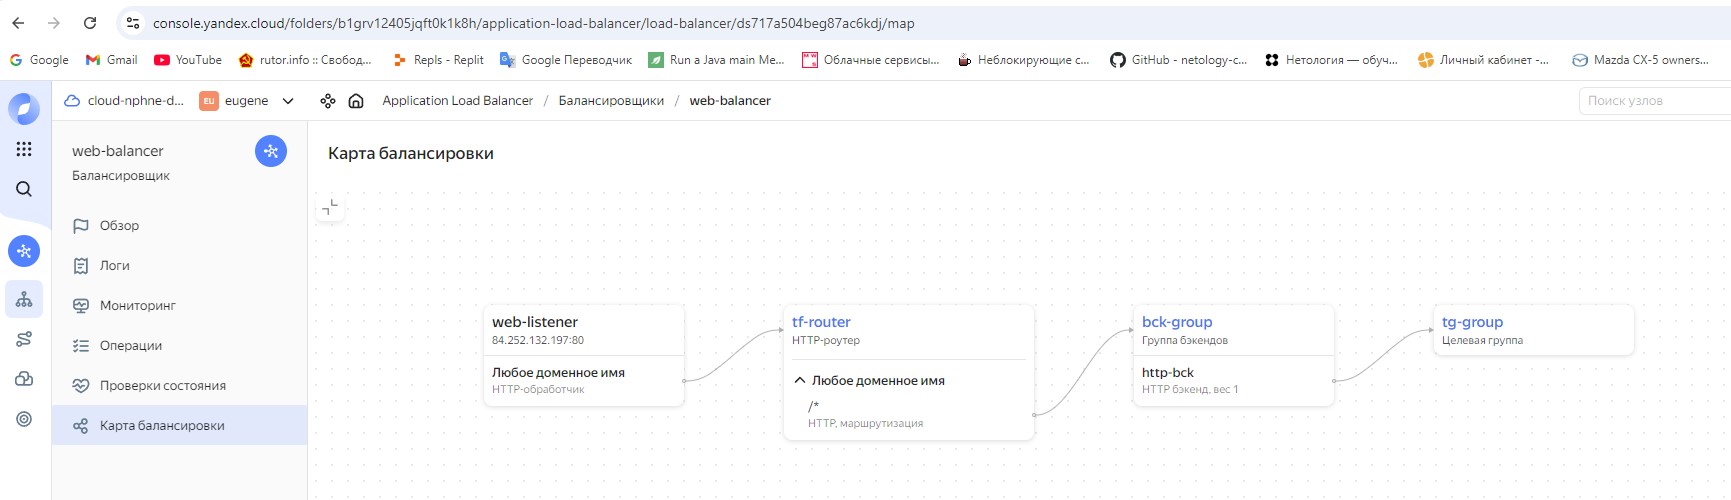 console.yandex.cloud/folders/b1grv12405jqft0k1k8h/application-load-balancer/load-balancer/ds717a504beg87ac6kdj/map
Google Gmail YouTube rutor.info :: Свобод... Repls - Replit Google Переводчик Run a Java main Me... Облачные сервисы... Неблокирующие с... GitHub - netology-c... Нетология — обуч... Личный кабинет -... Mazda CX-5 owners...
cloud-nphne-d... EU eugene Application Load Balancer / Балансировщики / web-balancer Поиск узлов
web-balancer
Балансировщик
Обзор
Логи
Мониторинг
Операции
Проверки состояния
Карта балансировки
Карта балансировки
web-listener
84.252.132.197:80
Любое доменное имя
HTTP-обработчик
tf-router
HTTP-роутер
Любое доменное имя
/*
HTTP, маршрутизация
bck-group
Группа бэкендов
http-bck
HTTP бэкенд, вес 1
tg-group
Целевая группа